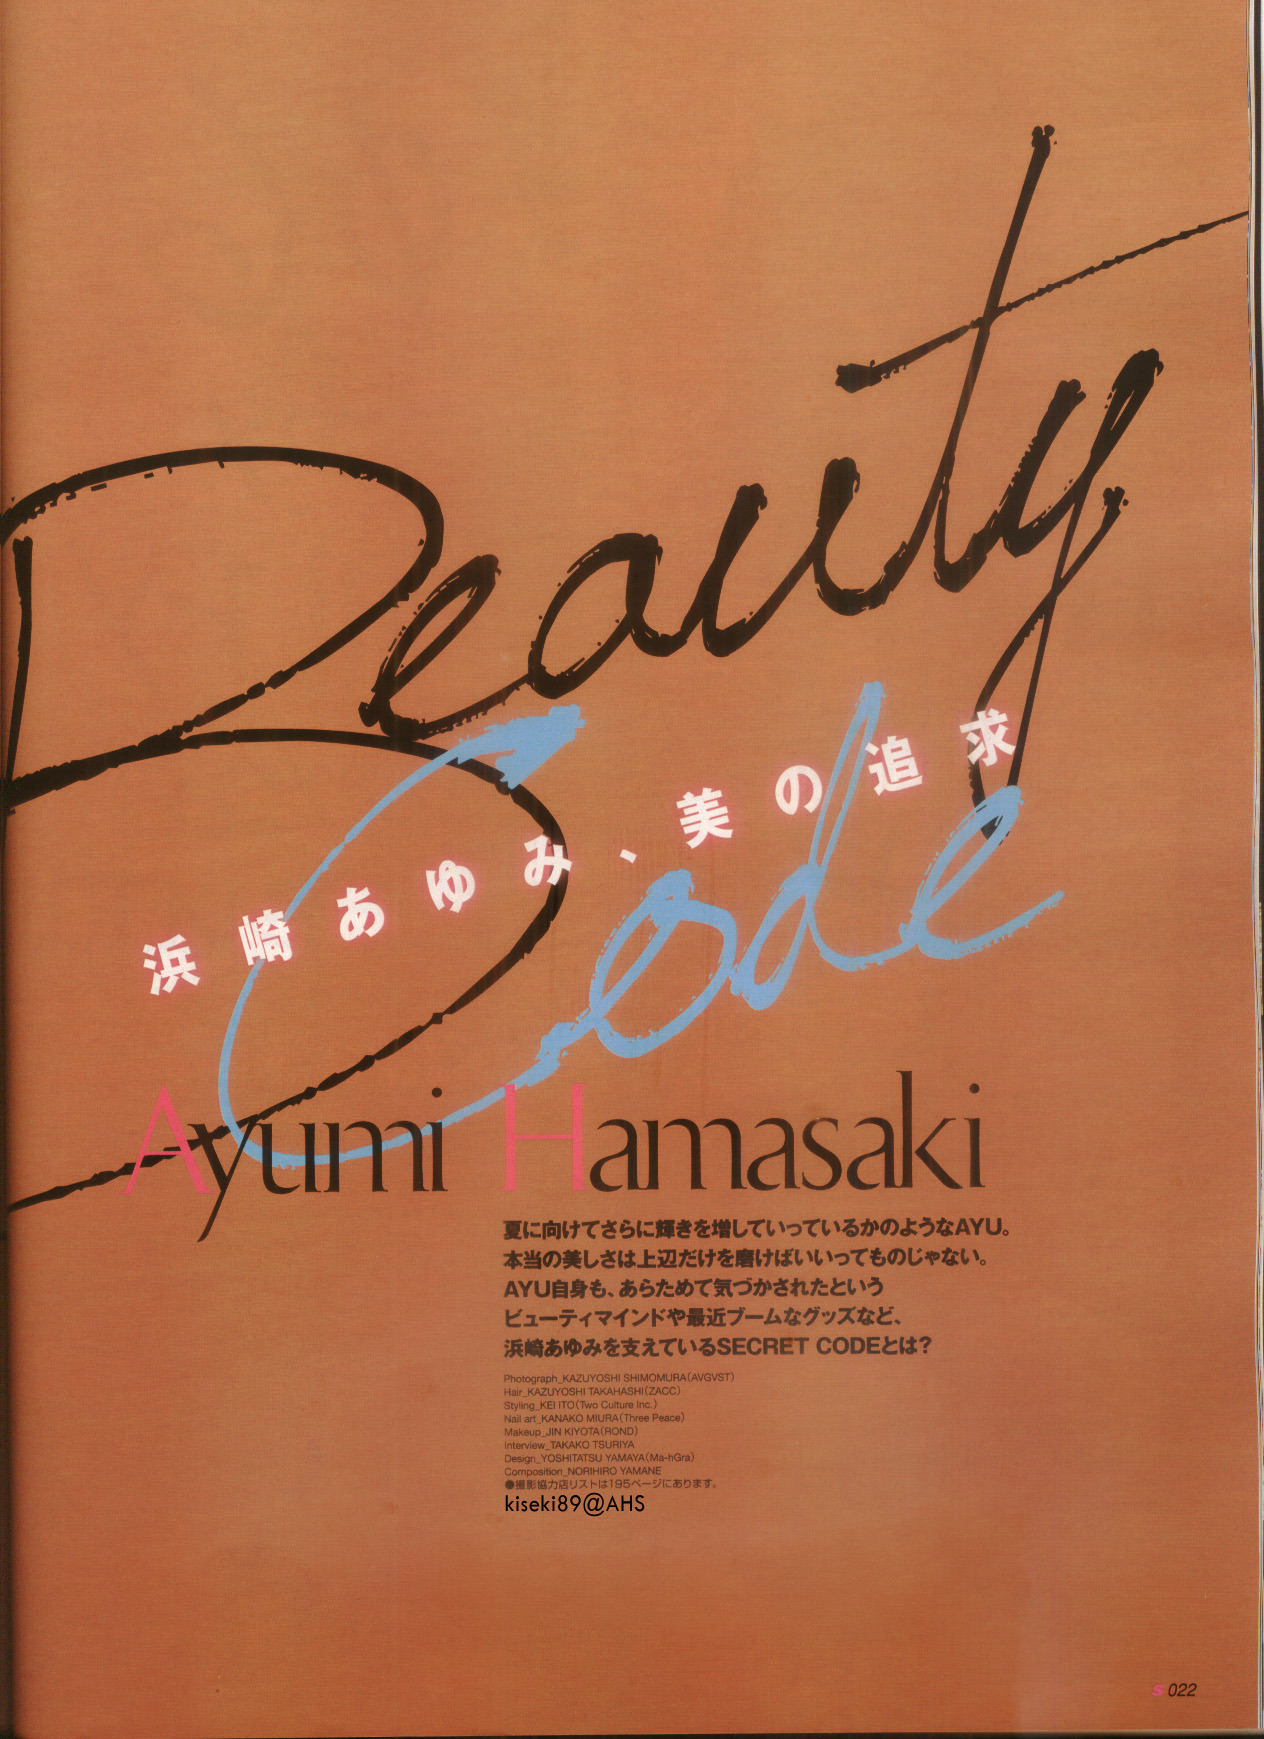 Beauty
Code
浜崎あゆみ、美の追求
Ayumi Hamasaki
夏に向けてさらに輝きを増していっているかのようなAYU。
本当の美しさは上辺だけを磨けばいいってものじゃない。
AYU自身も、あらためて気づかされたという
ビューティマインドや最近ブームなグッズなど、
浜崎あゆみを支えているSECRET CODEとは?
Photograph_KAZUYOSHI SHIMOMURA(AVGVST)
Hair_KAZUYOSHI TAKAHASHI(ZACC)
Styling_KEI ITO(Two Culture Inc.)
Nail art_KANAKO MIURA(Three Peace)
Makeup_JIN KIYOTA(ROND)
Interview_TAKAKO TSURIYA
Design_YOSHITATSU YAMAYA(Ma-hGra)
Composition_NORIHIRO YAMANE
●撮影協力店リストは195ページにあります。
kiseki89@AHS
S 022